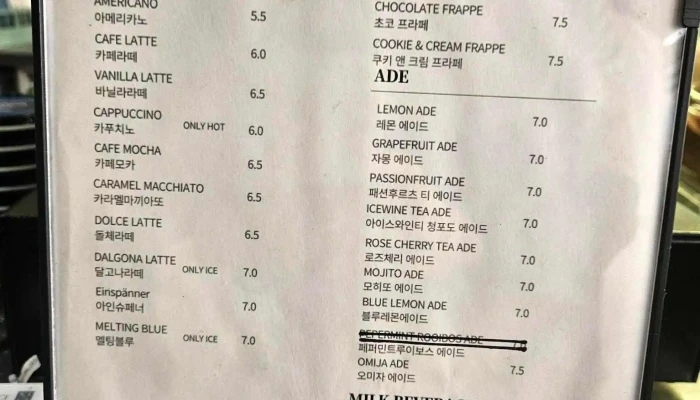 AMERICANO
아메리카노 5.5
CAFE LATTE
카페라떼 6.0
VANILLA LATTE
바닐라라떼 6.5
CAPPUCCINO
카푸치노 ONLY HOT 6.0
CAFE MOCHA
카페모카 6.5
CARAMEL MACCHIATO
카라멜마끼아또 6.5
DOLCE LATTE
돌체라떼 6.5
DALGONA LATTE
달고나라떼 ONLY ICE 7.0
Einspänner
아인슈페너 7.0
MELTING BLUE
멜팅블루 ONLY ICE 7.0
CHOCOLATE FRAPPE
초코 프라페 7.5
COOKIE & CREAM FRAPPE
쿠키 앤 크림 프라페 7.5
ADE
LEMON ADE
레몬 에이드 7.0
GRAPEFRUIT ADE
자몽 에이드 7.0
PASSIONFRUIT ADE
패션후르츠 티 에이드 7.0
ICEWINE TEA ADE
아이스와인티 청포도 에이드 7.0
ROSE CHERRY TEA ADE
로즈체리 에이드 7.0
MOJITO ADE
모히또 에이드 7.0
BLUE LEMON ADE
블루레몬에이드 7.0
PEPERMINT ROOIBOS ADE
페퍼민트루이보스 에이드
OMIJA ADE
오미자 에이드 7.5